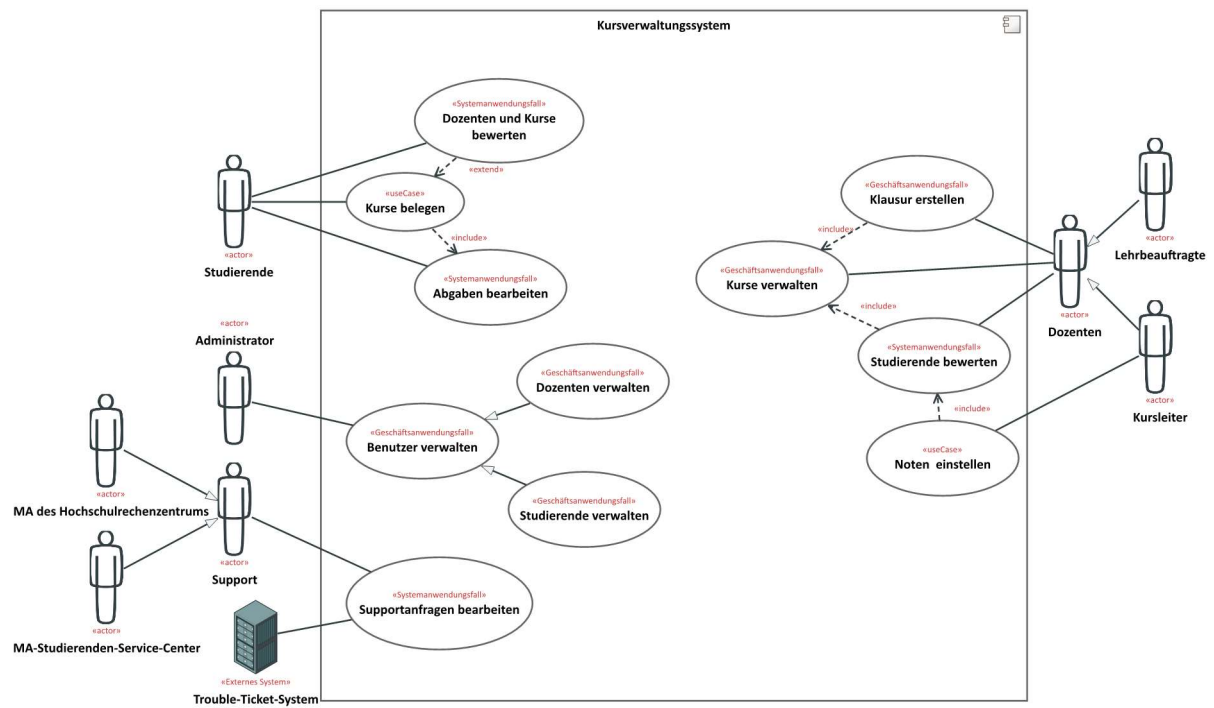 Kursverwaltungssystem
«Systemanwendungsfall»
Dozenten und Kurse
bewerten
«extend»
«useCase»
Kurse belegen
«include»
«Systemanwendungsfall»
Abgaben bearbeiten
«actor»
Studierende
«actor»
Administrator
«Geschäftsanwendungsfall»
Dozenten verwalten
«Geschäftsanwendungsfall»
Benutzer verwalten
«Geschäftsanwendungsfall»
Studierende verwalten
«actor»
MA des Hochschulrechenzentrums
«actor»
Support
«actor»
MA-Studierenden-Service-Center
«Systemanwendungsfall»
Supportanfragen bearbeiten
«Externes System»
Trouble-Ticket-System
«Geschäftsanwendungsfall»
Klausur erstellen
«include»
«Geschäftsanwendungsfall»
Kurse verwalten
«include»
«Systemanwendungsfall»
Studierende bewerten
«include»
«useCase»
Noten einstellen
«actor»
Lehrbeauftragte
«actor»
Dozenten
«actor»
Kursleiter